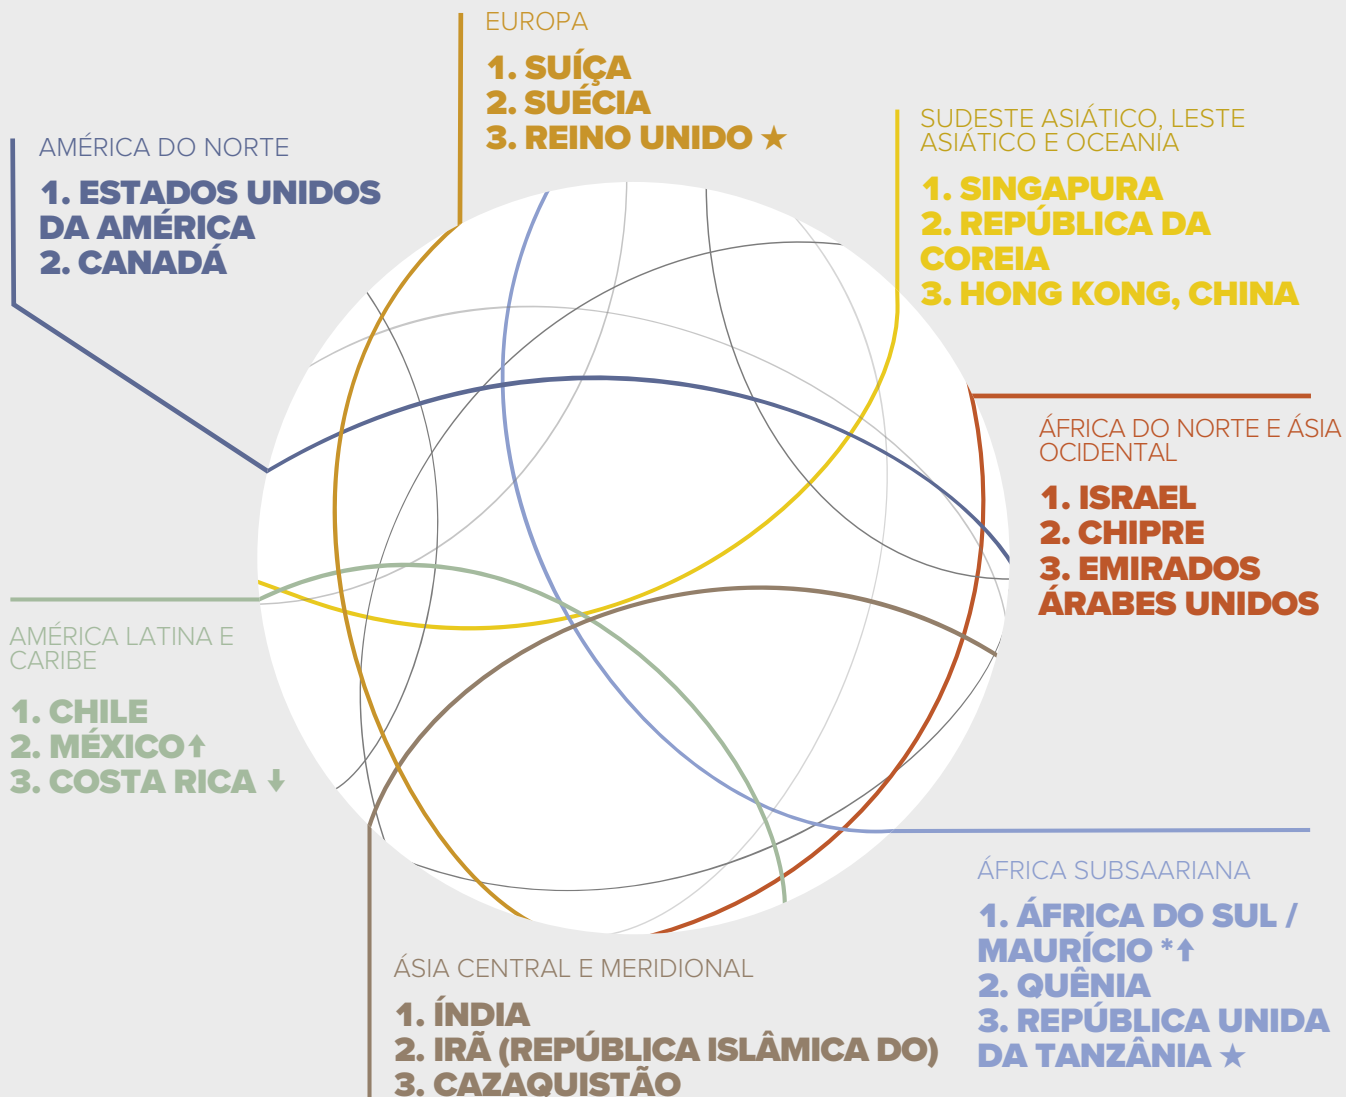 EUROPA
1. SUÍÇA
2. SUÉCIA
3. REINO UNIDO ★
AMÉRICA DO NORTE
1. ESTADOS UNIDOS
DA AMÉRICA
2. CANADÁ
SUDESTE ASIÁTICO, LESTE
ASIÁTICO E OCEANIA
1. SINGAPURA
2. REPÚBLICA DA
COREIA
3. HONG KONG, CHINA
ÁFRICA DO NORTE E ÁSIA
OCIDENTAL
1. ISRAEL
2. CHIPRE
3. EMIRADOS
ÁRABES UNIDOS
AMÉRICA LATINA E
CARIBE
1. CHILE
2. MÉXICO↑
3. COSTA RICA ↓
ÁFRICA SUBSAARIANA
1. ÁFRICA DO SUL /
MAURÍCIO *↑
2. QUÊNIA
3. REPÚBLICA UNIDA
DA TANZÂNIA ★
ÁSIA CENTRAL E MERIDIONAL
1. ÍNDIA
2. IRÃ (REPÚBLICA ISLÂMICA DO)
3. CAZAQUISTÃO